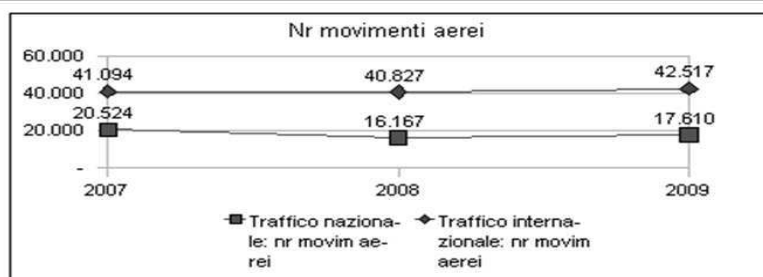 Nr movimenti aerei
60.000
41.094
40.827
42.517
40.000
20.524
16.167
17.610
20.000
-
2007
2008
2009
Traffico naziona-
le: nr movim ae-
rei
Traffico interna-
zionale: nr movim
aerei